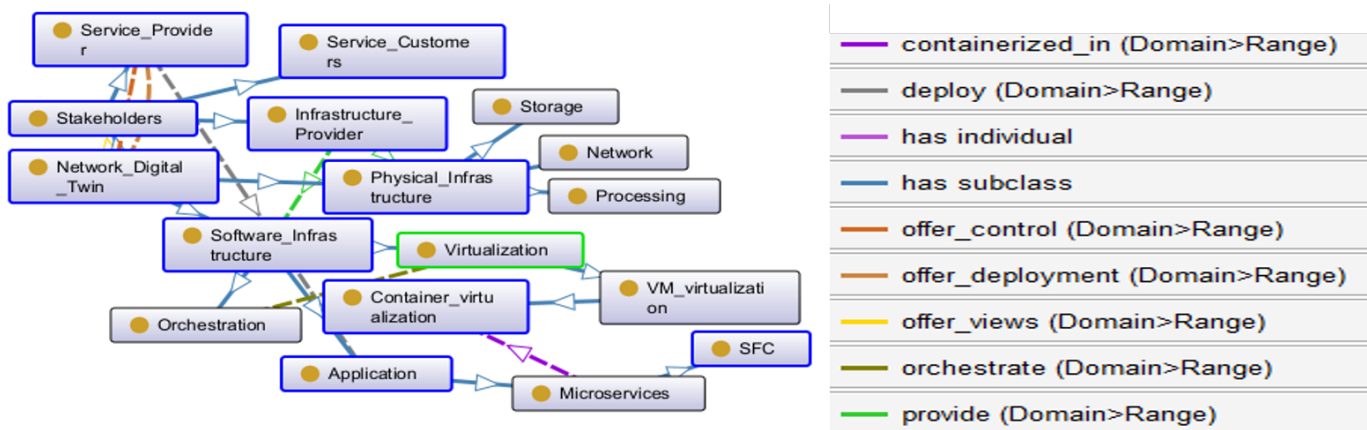 Service_Provide
r
Service_Custome
rs
Stakeholders
Infrastructure_
Provider
Storage
Network
Network_Digital
_Twin
Physical_Infras
tructure
Processing
Software_Infras
tructure
Virtualization
VM_virtualizati
on
Container_virtu
alization
Orchestration
SFC
Application
Microservices
containerized_in (Domain>Range)
deploy (Domain>Range)
has individual
has subclass
offer_control (Domain>Range)
offer_deployment (Domain>Range)
offer_views (Domain>Range)
orchestrate (Domain>Range)
provide (Domain>Range)